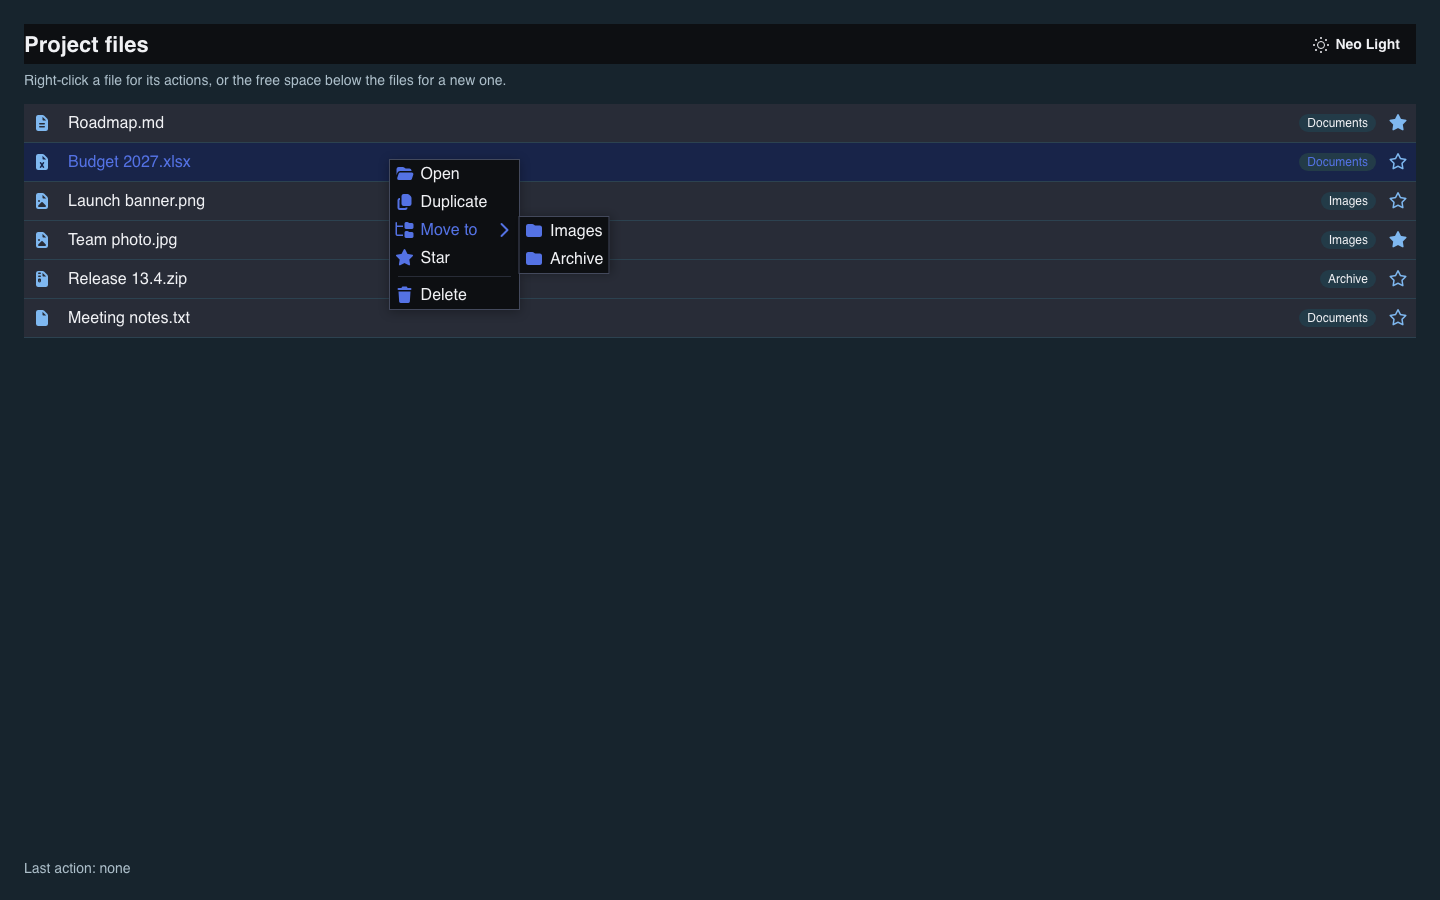 Project files
Neo Light
Right-click a file for its actions, or the free space below the files for a new one.
Roadmap.md Documents
Budget 2027.xlsx Documents
Open
Duplicate
Launch banner.png Images
Move to Images
Team photo.jpg Images
Star Archive
Release 13.4.zip Archive
Delete
Meeting notes.txt Documents
Last action: none